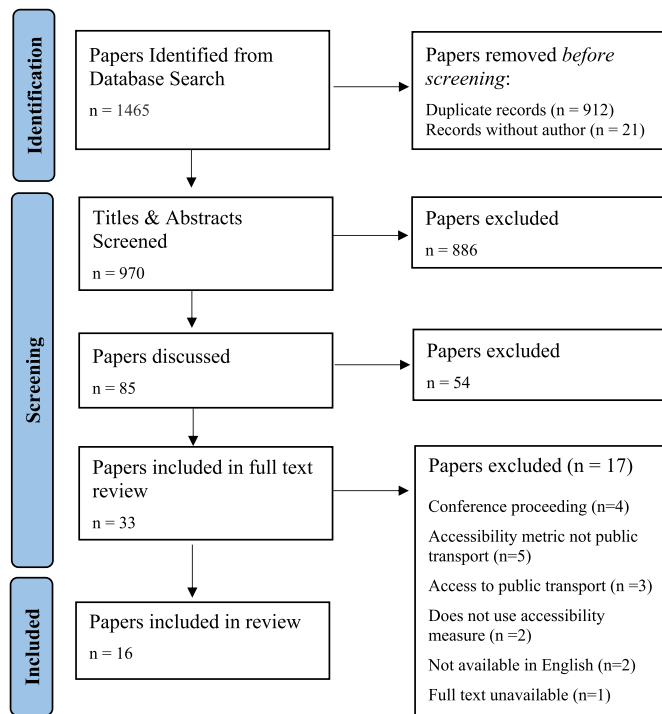 Identification
Papers Identified from
Database Search
n = 1465
Papers removed before
screening:
Duplicate records (n = 912)
Records without author (n = 21)
Screening
Titles & Abstracts
Screened
n = 970
Papers excluded
n = 886
Papers discussed
n = 85
Papers excluded
n = 54
Papers included in full text
review
n = 33
Papers excluded (n = 17)
Conference proceeding (n=4)
Accessibility metric not public
transport (n=5)
Access to public transport (n =3)
Does not use accessibility
measure (n =2)
Not available in English (n=2)
Full text unavailable (n=1)
Included
Papers included in review
n = 16